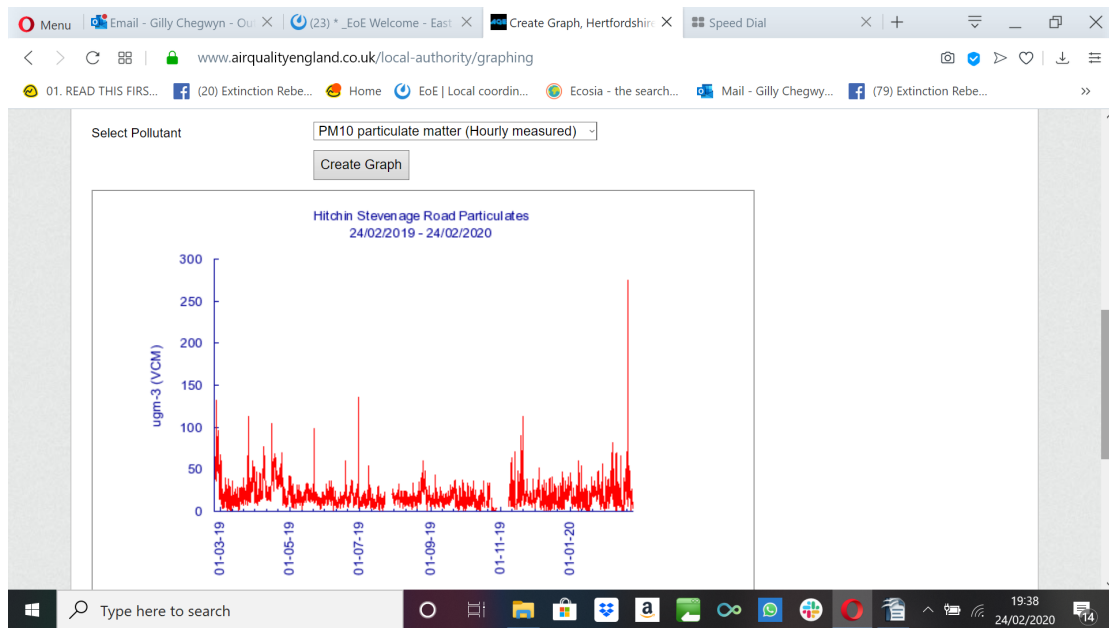 Menu
Email - Gilly Chegwyn - Out
(23) * _EoE Welcome - East
Create Graph, Hertfordshire
Speed Dial
www.airqualityengland.co.uk/local-authority/graphing
01. READ THIS FIRS...
(20) Extinction Rebe...
Home
EoE | Local coordin...
Ecosia - the search...
Mail - Gilly Chegwy...
(79) Extinction Rebe...
Select Pollutant
PM10 particulate matter (Hourly measured)
Create Graph
Hitchin Stevenage Road Particulates
24/02/2019 - 24/02/2020
300
250
200
150
100
50
0
ugm-3 (VCM)
01-03-19
01-05-19
01-07-19
01-09-19
01-11-19
01-01-20
Type here to search
19:38
24/02/2020
14